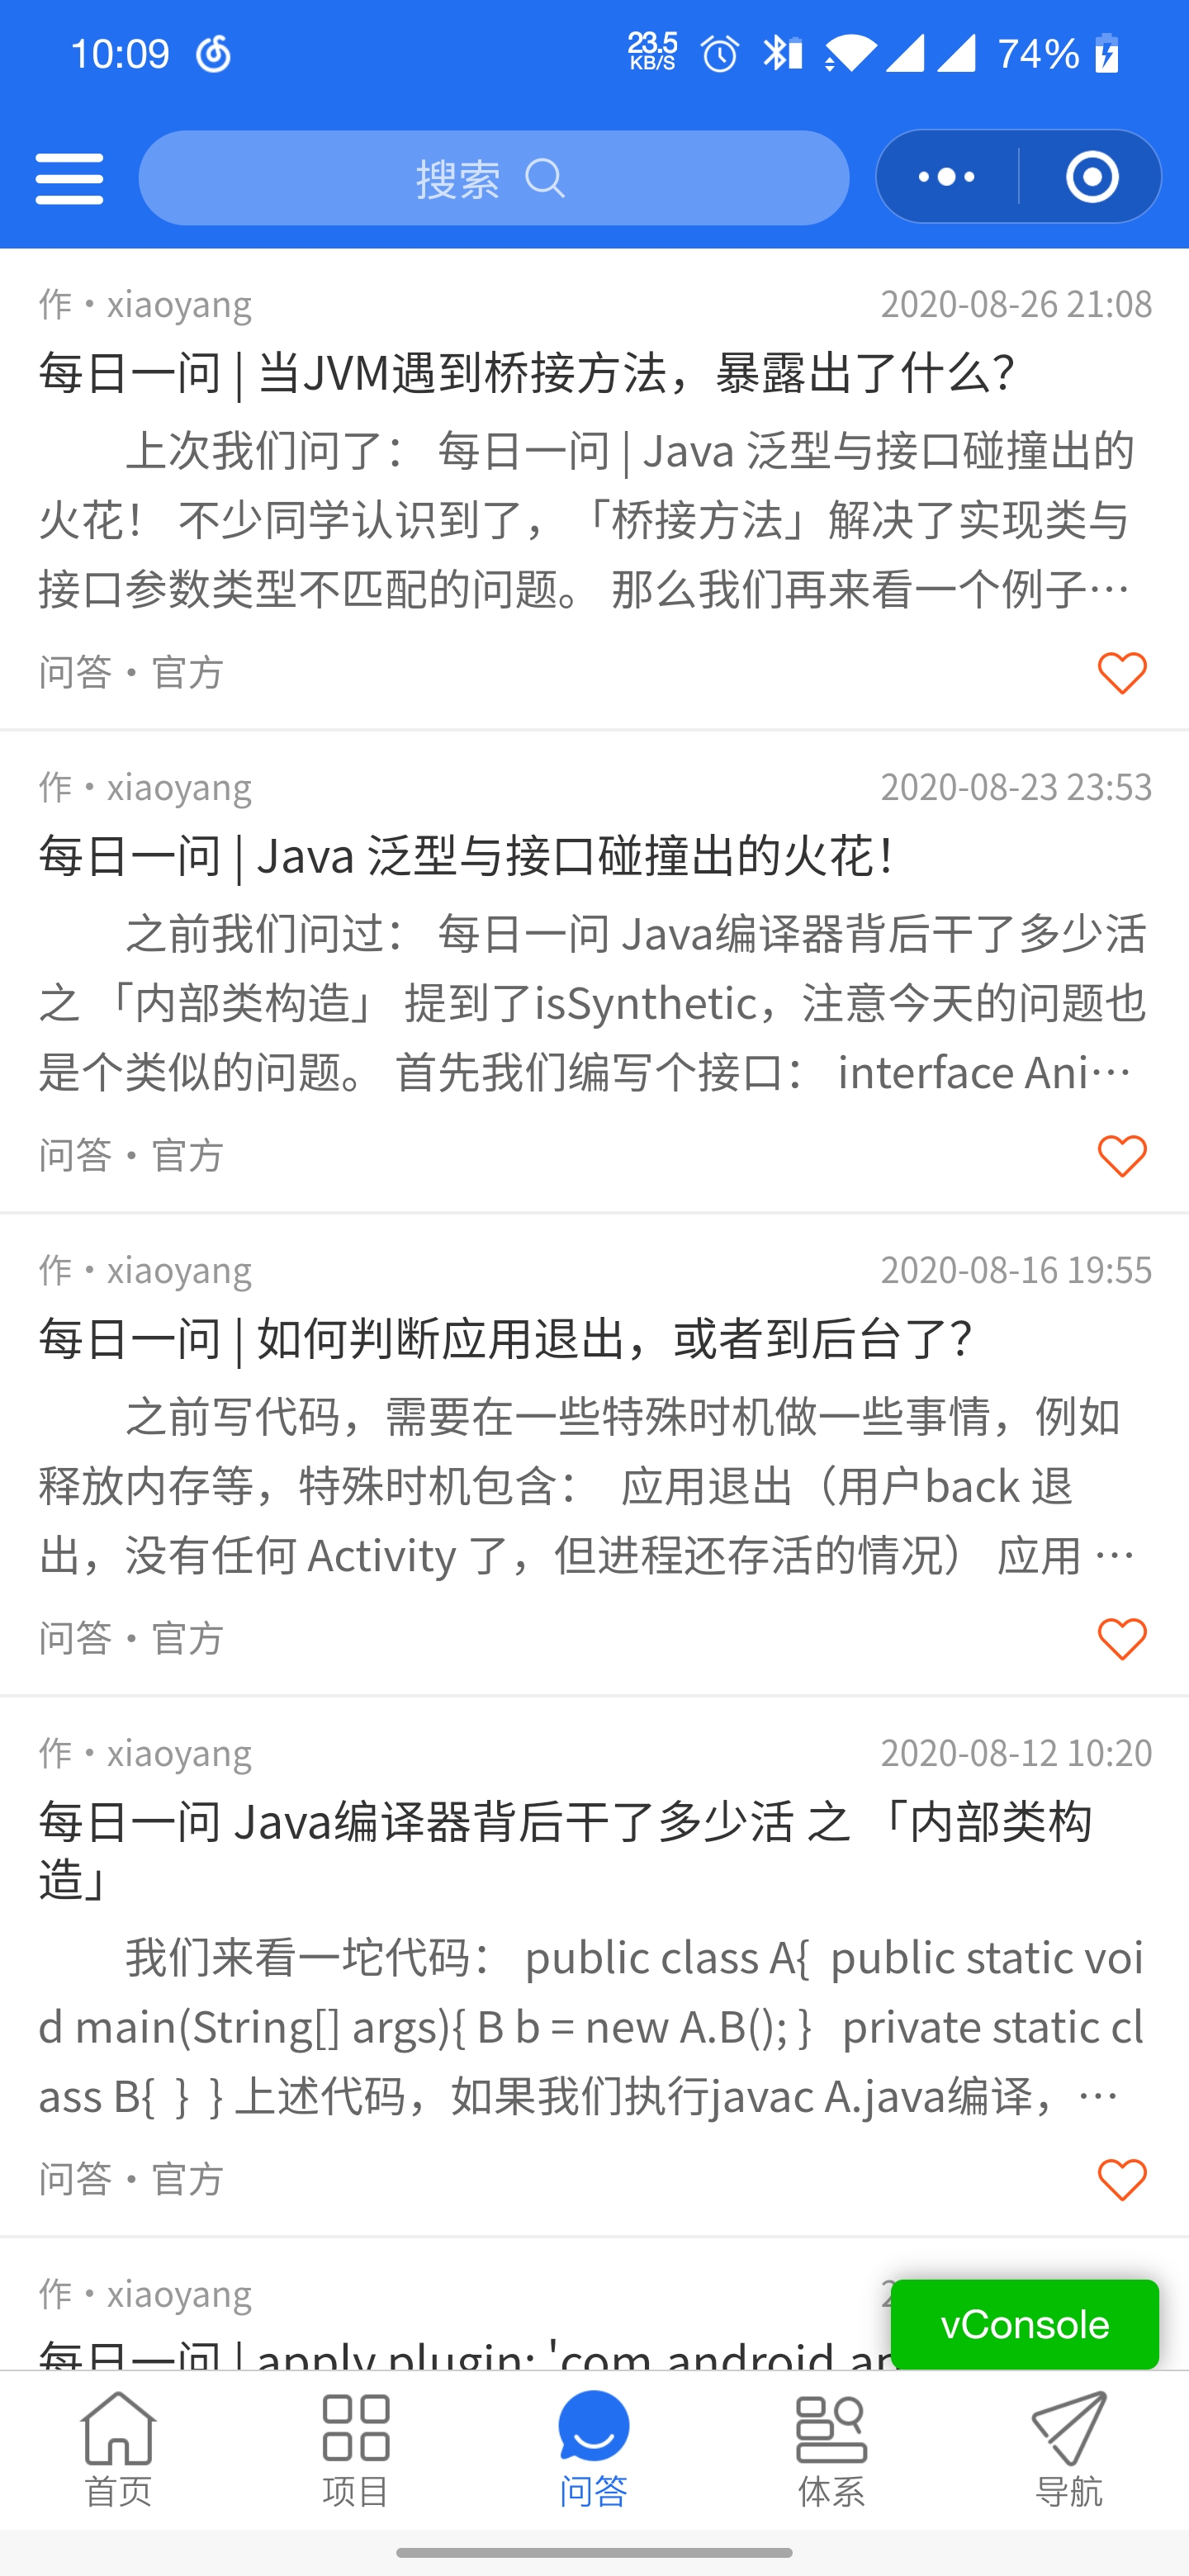 10:09
23.5
KB/S
74%
搜索
作・xiaoyang
2020-08-26 21:08
每日一问 | 当JVM遇到桥接方法，暴露出了什么？
上次我们问了： 每日一问 | Java 泛型与接口碰撞出的
火花！ 不少同学认识到了，「桥接方法」解决了实现类与
接口参数类型不匹配的问题。 那么我们再来看一个例子…
问答・官方
作・xiaoyang
2020-08-23 23:53
每日一问 | Java 泛型与接口碰撞出的火花！
之前我们问过： 每日一问 Java编译器背后干了多少活
之 「内部类构造」 提到了isSynthetic，注意今天的问题也
是个类似的问题。 首先我们编写个接口： interface Ani…
问答・官方
作・xiaoyang
2020-08-16 19:55
每日一问 | 如何判断应用退出，或者到后台了？
之前写代码，需要在一些特殊时机做一些事情，例如
释放内存等，特殊时机包含： 应用退出（用户back 退
出，没有任何 Activity 了，但进程还存活的情况） 应用 …
问答・官方
作・xiaoyang
2020-08-12 10:20
每日一问 Java编译器背后干了多少活 之 「内部类构
造」
我们来看一坨代码： public class A{ public static voi
d main(String[] args){ B b = new A.B(); } private static cl
ass B{ } } 上述代码，如果我们执行javac A.java编译，…
问答・官方
作・xiaoyang
2
每日一问 | apply plugin: 'com.android.ap
vConsole
首页
项目
问答
体系
导航